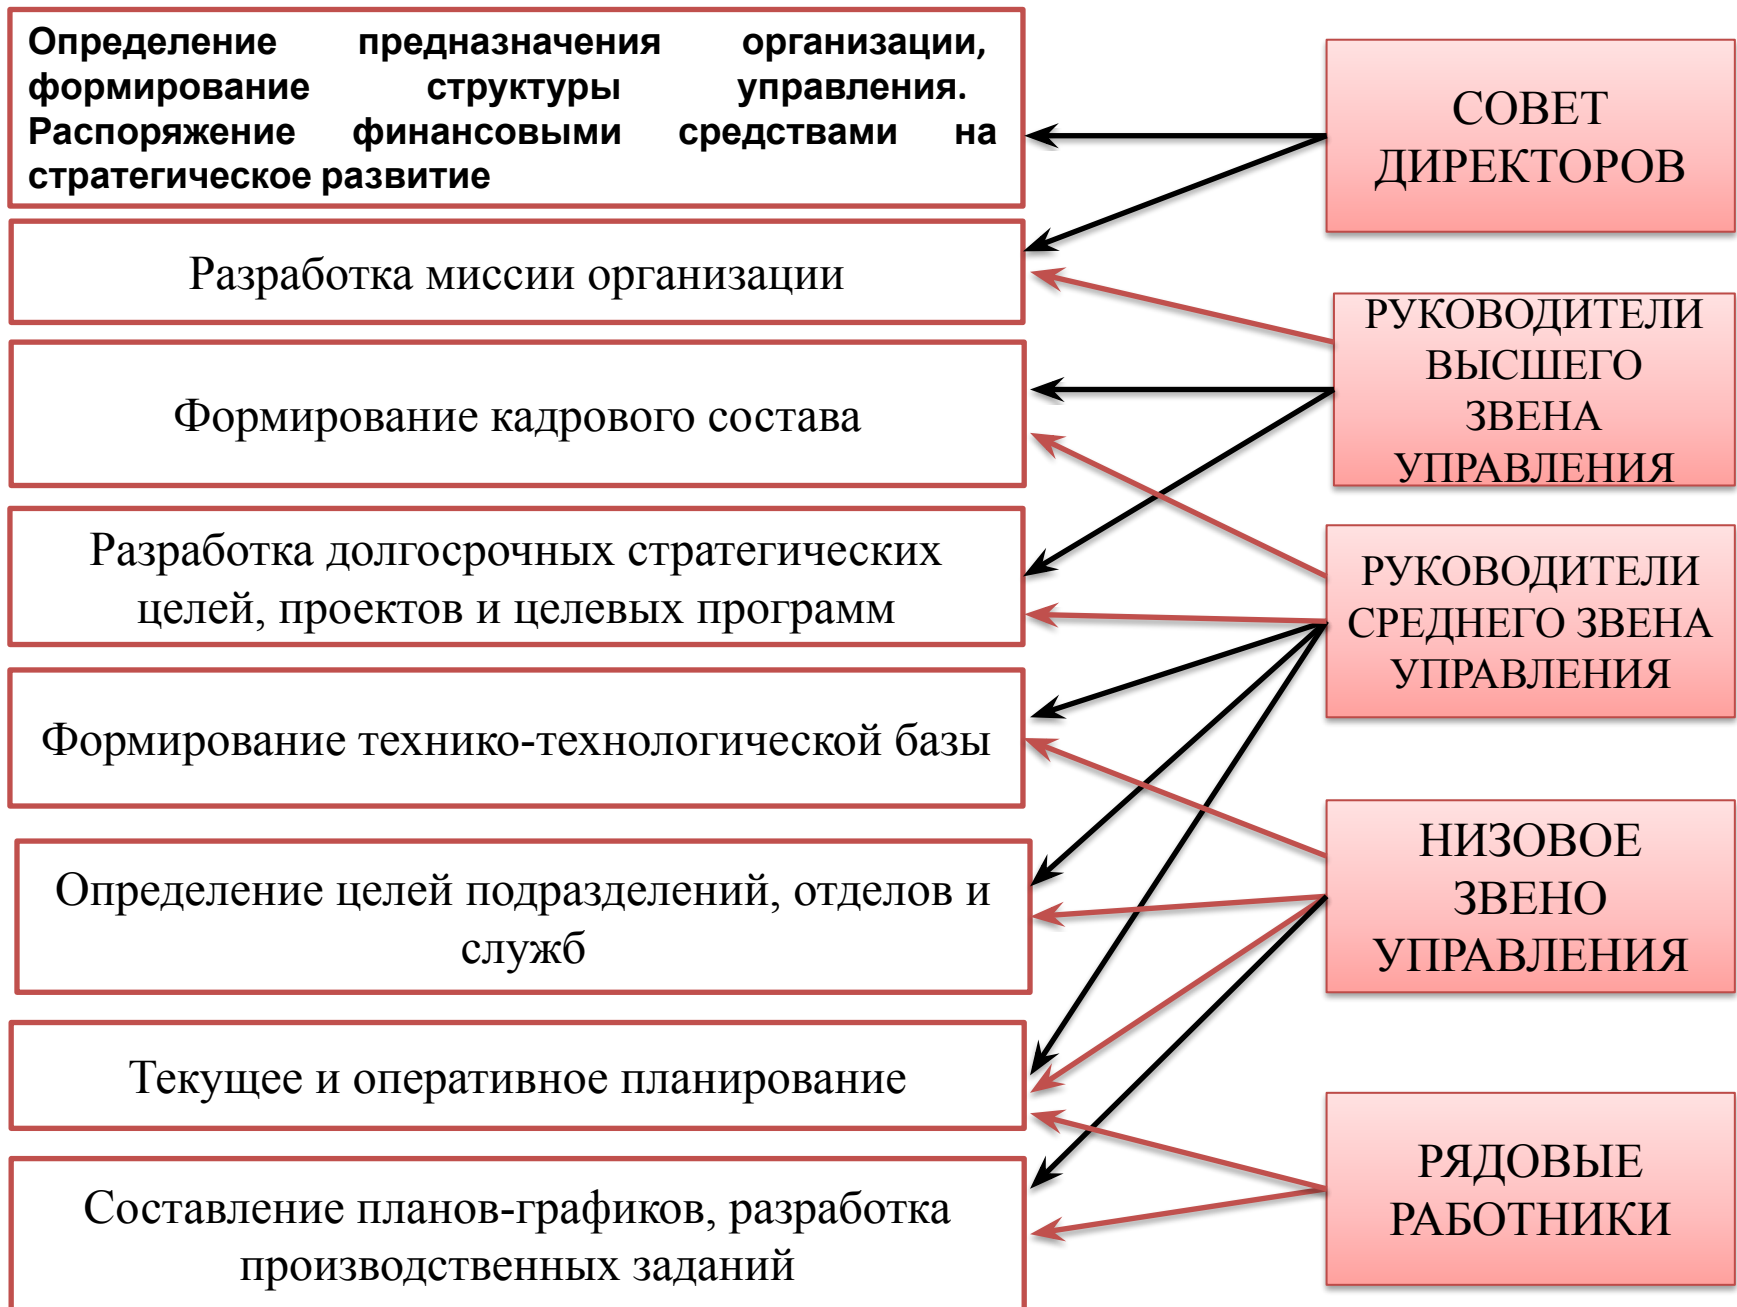 Определение предназначения организации,
формирование структуры управления.
Распоряжение финансовыми средствами на
стратегическое развитие
Разработка миссии организации
Формирование кадрового состава
Разработка долгосрочных стратегических
целей, проектов и целевых программ
Формирование технико-технологической базы
Определение целей подразделений, отделов и
служб
Текущее и оперативное планирование
Составление планов-графиков, разработка
производственных заданий
СОВЕТ
ДИРЕКТОРОВ
РУКОВОДИТЕЛИ
ВЫСШЕГО
ЗВЕНА
УПРАВЛЕНИЯ
РУКОВОДИТЕЛИ
СРЕДНЕГО ЗВЕНА
УПРАВЛЕНИЯ
НИЗОВОЕ
ЗВЕНО
УПРАВЛЕНИЯ
РЯДОВЫЕ
РАБОТНИКИ